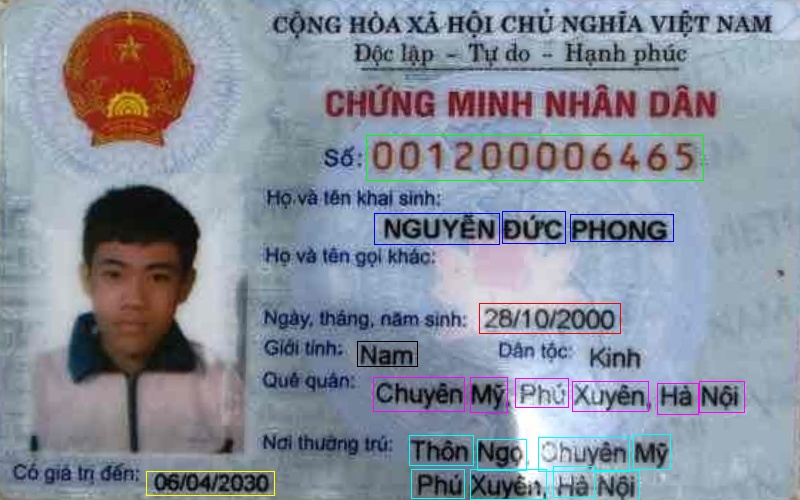 CỘNG HÒA XÃ HỘI CHỦ NGHĨA VIỆT NAM
Độc lập - Tự do - Hạnh phúc
CHỨNG MINH NHÂN DÂN
Số: 001200006465
Họ và tên khai sinh:
NGUYỄN ĐỨC PHONG
Họ và tên gọi khác:
Ngày, tháng, năm sinh: 28/10/2000
Giới tính: Nam Dân tộc: Kinh
Quê quán: Chuyên Mỹ, Phú Xuyên, Hà Nội
Nơi thường trú: Thôn Ngọ, Chuyên Mỹ
Phú Xuyên, Hà Nội
Có giá trị đến: 06/04/2030